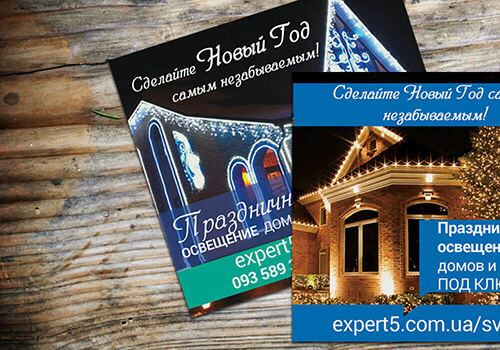 Сделайте Новый Год
самым незабываемым!
Праздничн
ОСВЕЩЕНИЕ ДОМ
expert5
093 589
Сделайте Новый Год са
незабываемым!
Праздни
освещен
домов и
ПОД КЛЮ
expert5.com.ua/sv